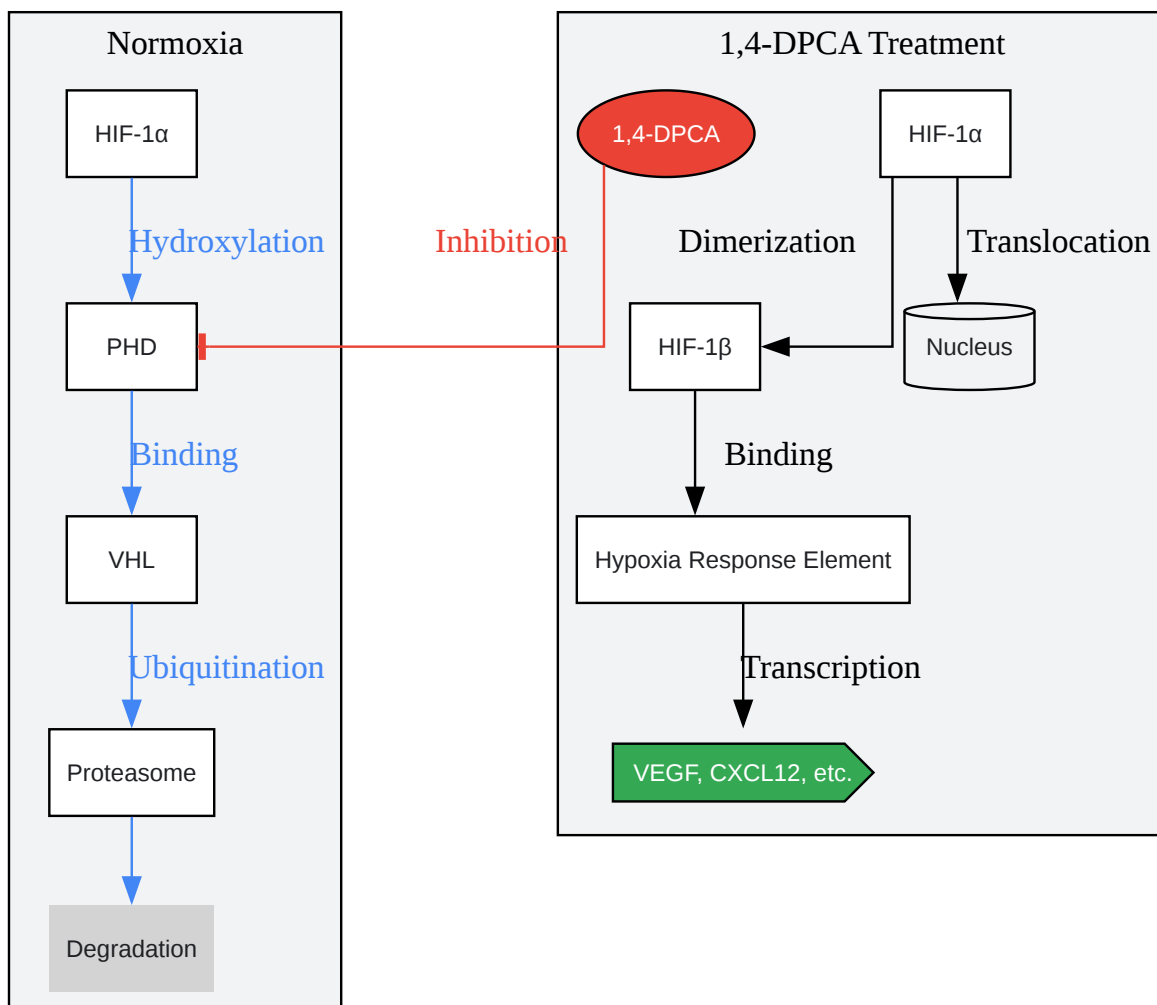 Normoxia
HIF-1α
Hydroxylation
PHD
Binding
VHL
Ubiquitination
Proteasome
Degradation
Inhibition
1,4-DPCA Treatment
1,4-DPCA
HIF-1α
Dimerization
Translocation
HIF-1β
Nucleus
Binding
Hypoxia Response Element
Transcription
VEGF, CXCL12, etc.